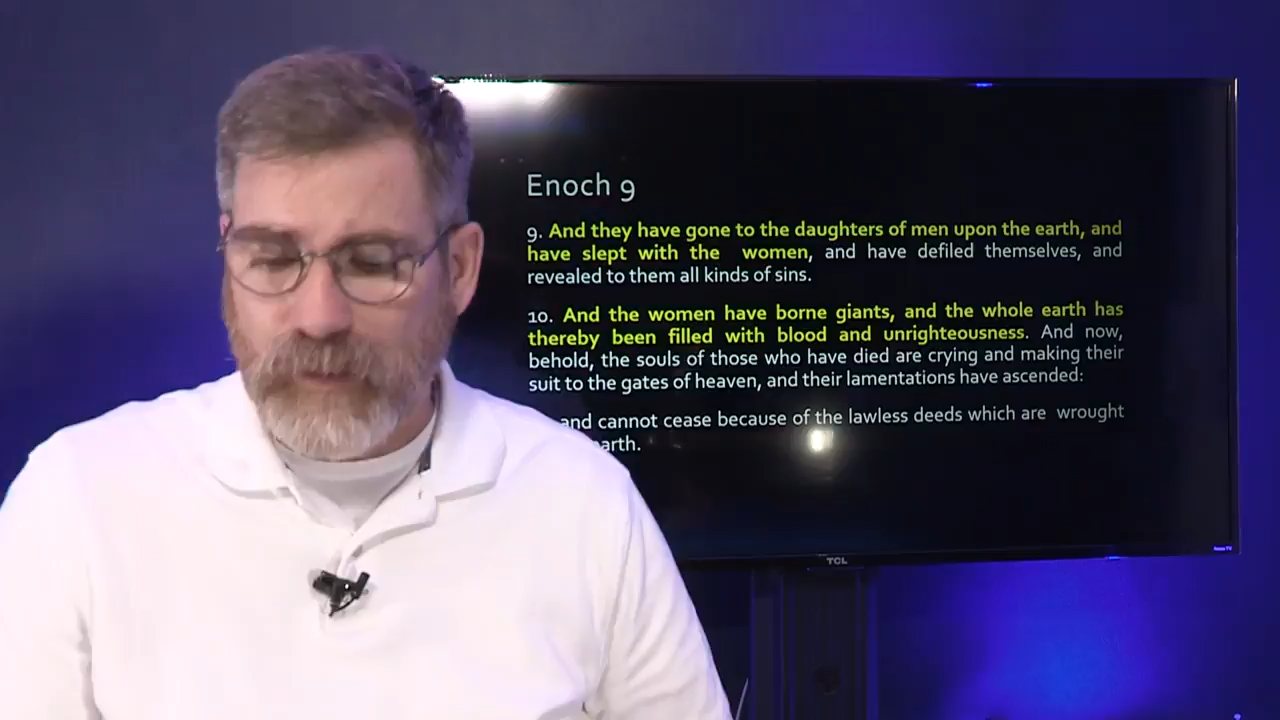 Enoch 9
9. And they have gone to the daughters of men upon the earth, and
have slept with the women, and have defiled themselves, and
revealed to them all kinds of sins.
10. And the women have borne giants, and the whole earth has
thereby been filled with blood and unrighteousness. And now,
behold, the souls of those who have died are crying and making their
suit to the gates of heaven, and their lamentations have ascended:
and cannot cease because of the lawless deeds which are wrought
arth.
TCL